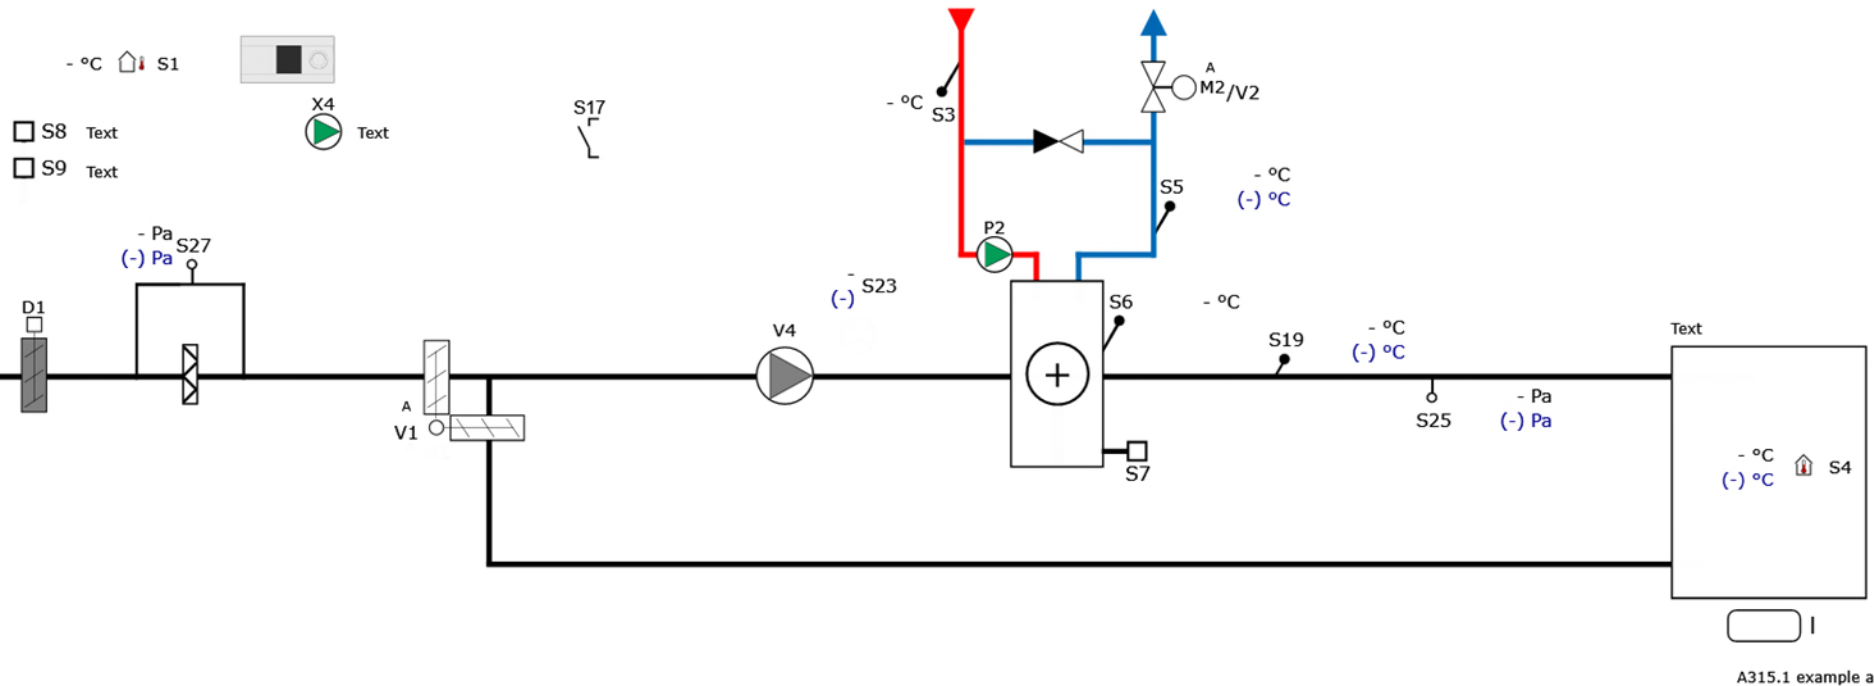 - °C S1
X4
Text
S8 Text
S9 Text
S17
- °C
S3
A
M2/V2
S5
- °C
(-) °C
P2
- Pa
(-) Pa
S27
D1
A
V1
V4
-
(-)
S23
S6
- °C
+
S7
S19
- °C
(-) °C
S25
- Pa
(-) Pa
Text
- °C
(-) °C
S4
I
A315.1 example a